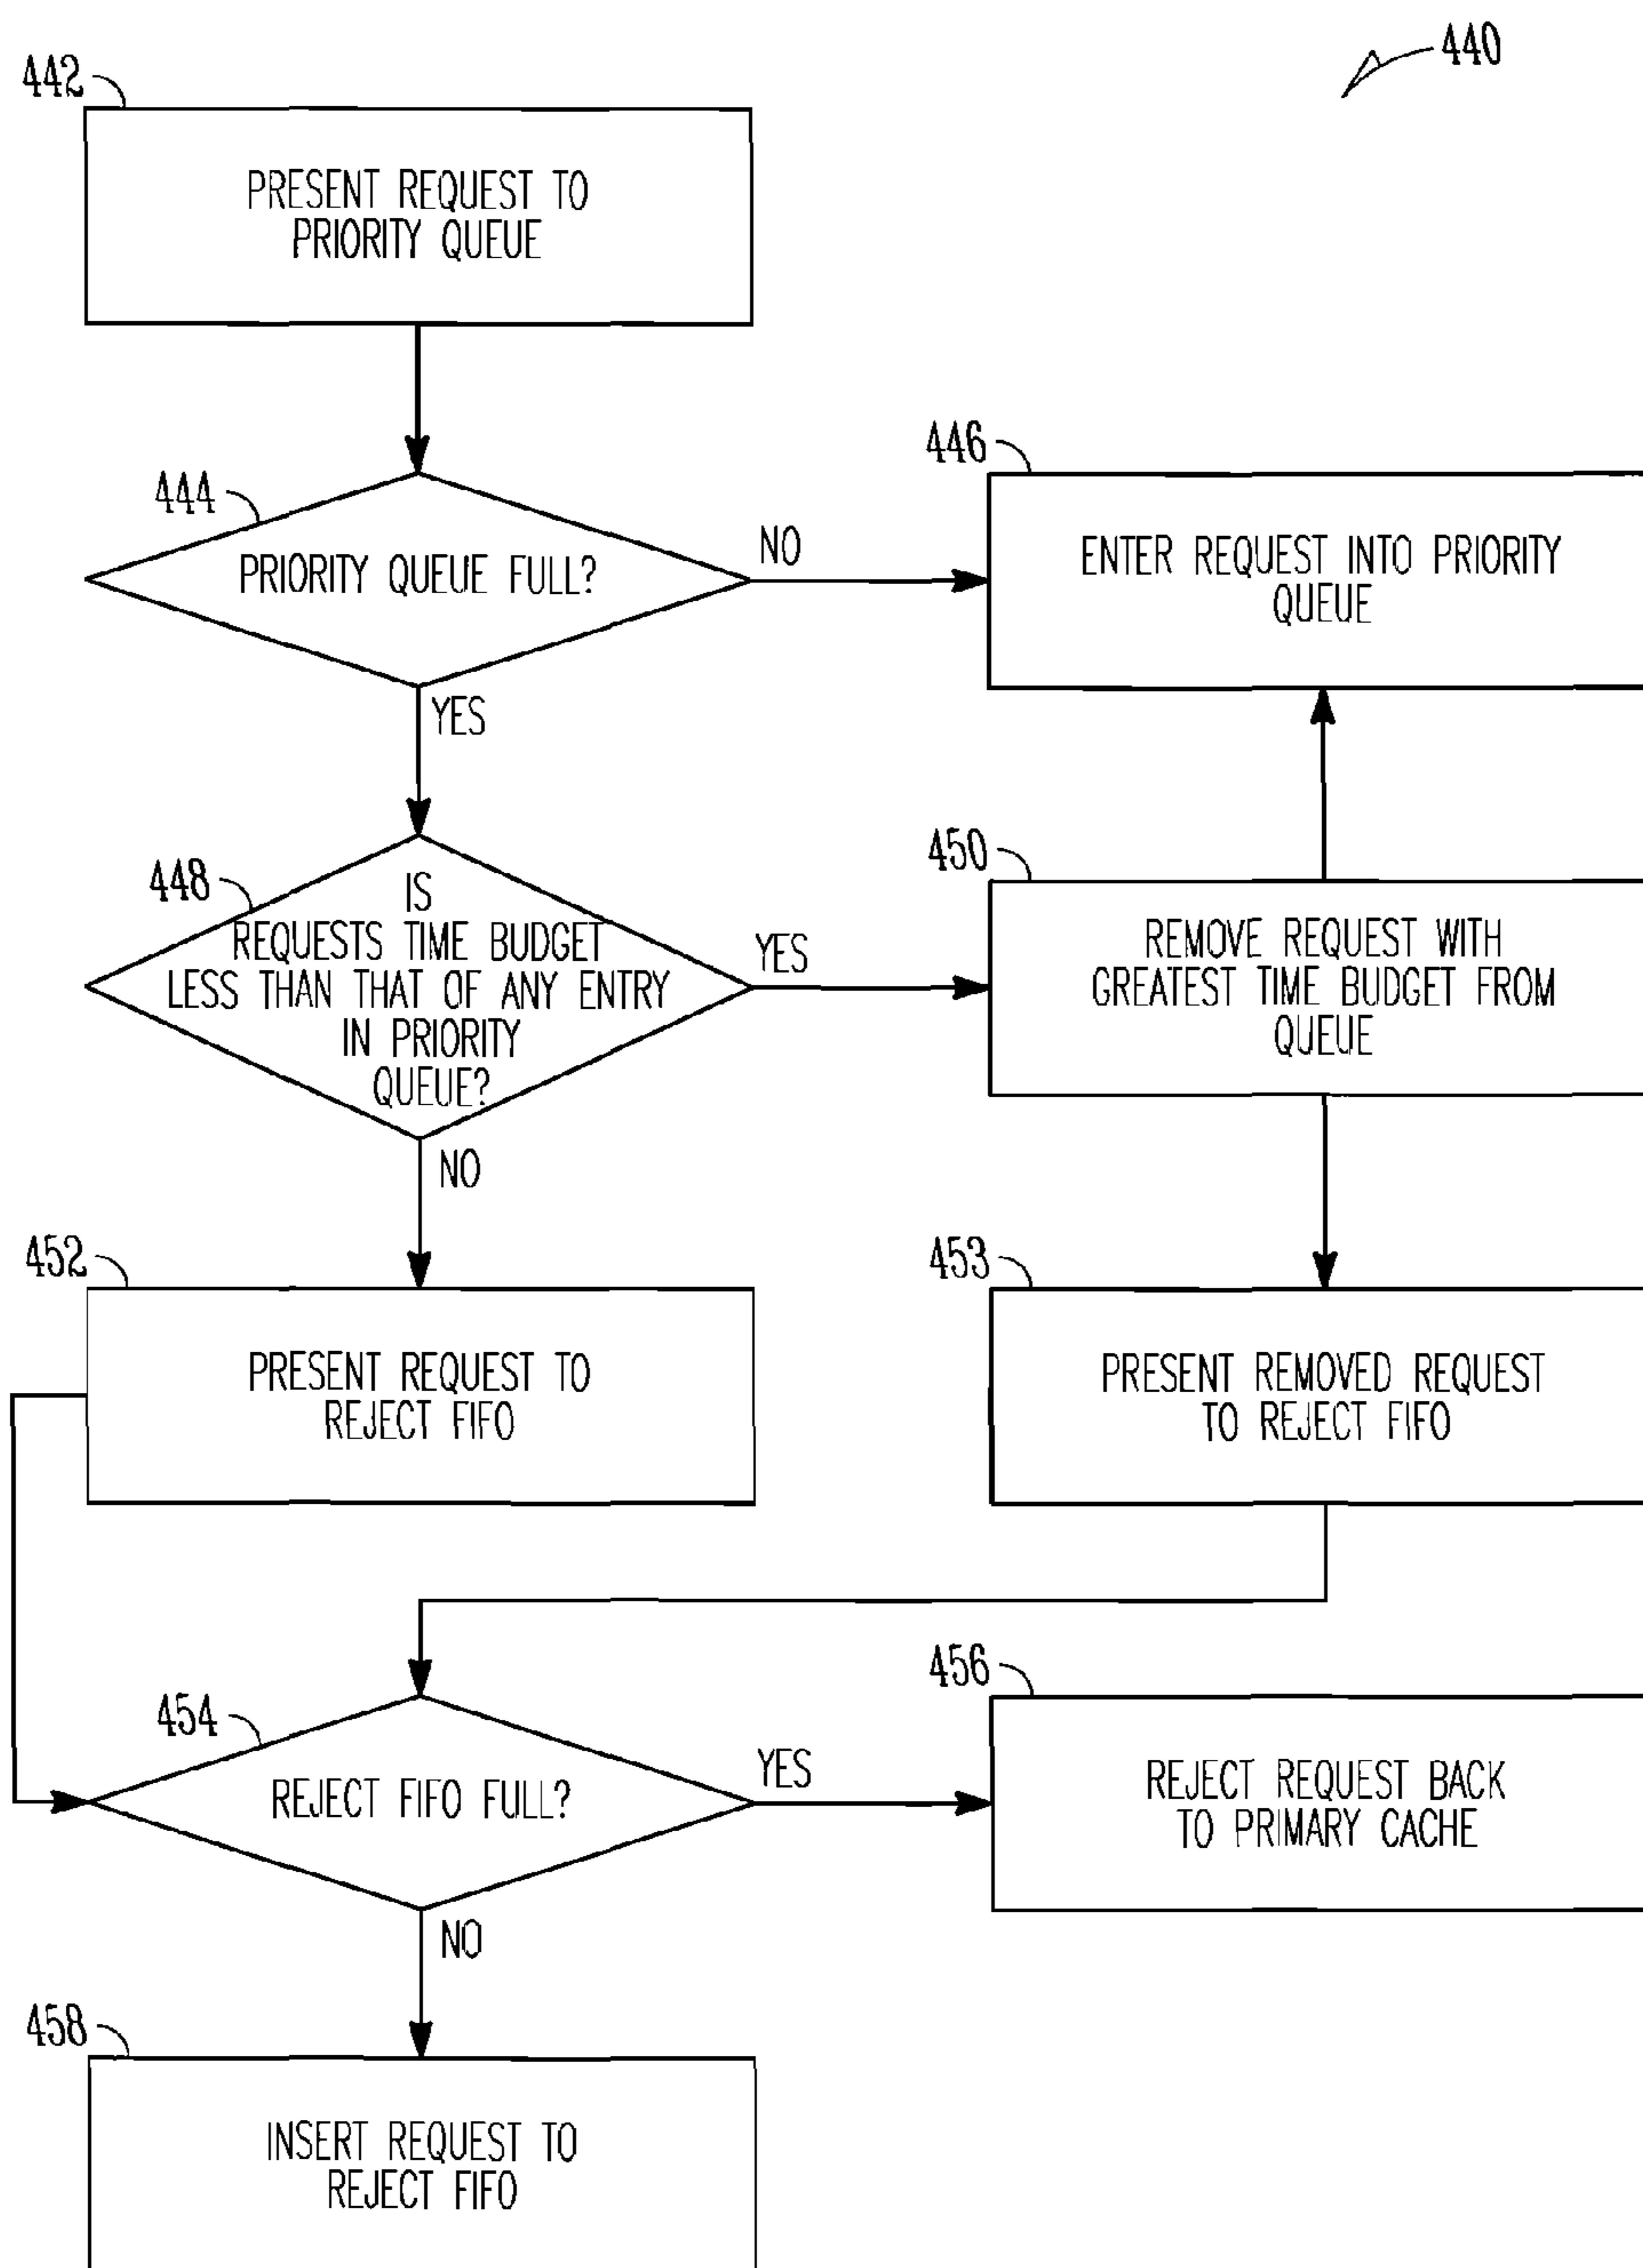 440
442
PRESENT REQUEST TO
PRIORITY QUEUE
444
PRIORITY QUEUE FULL?
NO
YES
446
ENTER REQUEST INTO PRIORITY
QUEUE
448
IS
REQUESTS TIME BUDGET
LESS THAN THAT OF ANY ENTRY
IN PRIORITY
QUEUE?
YES
NO
450
REMOVE REQUEST WITH
GREATEST TIME BUDGET FROM
QUEUE
452
PRESENT REQUEST TO
REJECT FIFO
453
PRESENT REMOVED REQUEST
TO REJECT FIFO
454
REJECT FIFO FULL?
YES
NO
456
REJECT REQUEST BACK
TO PRIMARY CACHE
458
INSERT REQUEST TO
REJECT FIFO